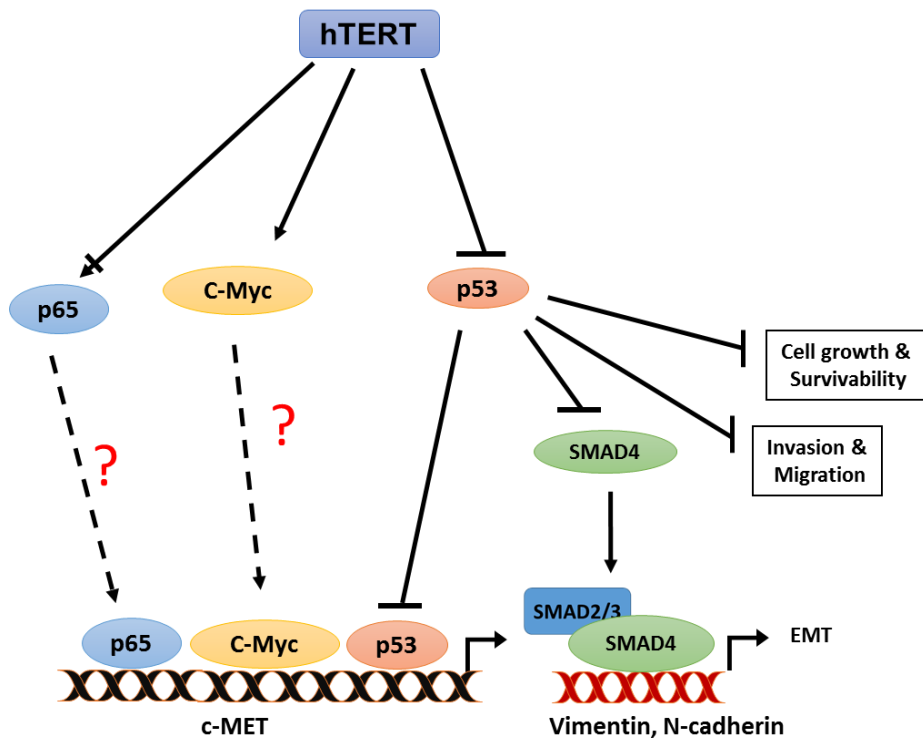 hTERT
p65
C-Myc
p53
Cell growth &
Survivability
Invasion &
Migration
SMAD4
?
?
SMAD2/3
SMAD4
EMT
p65
C-Myc
p53
c-MET
Vimentin, N-cadherin